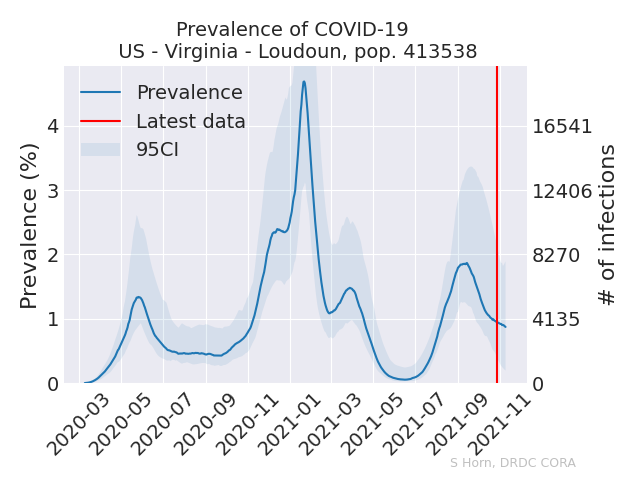 Prevalence of COVID-19
US - Virginia - Loudoun, pop. 413538
Prevalence
Latest data
95CI
Prevalence (%)
4
3
2
1
0
16541
12406
8270
4135
0
# of infections
2020-03
2020-05
2020-07
2020-09
2020-11
2021-01
2021-03
2021-05
2021-07
2021-09
2021-11
S Horn, DRDC CORA